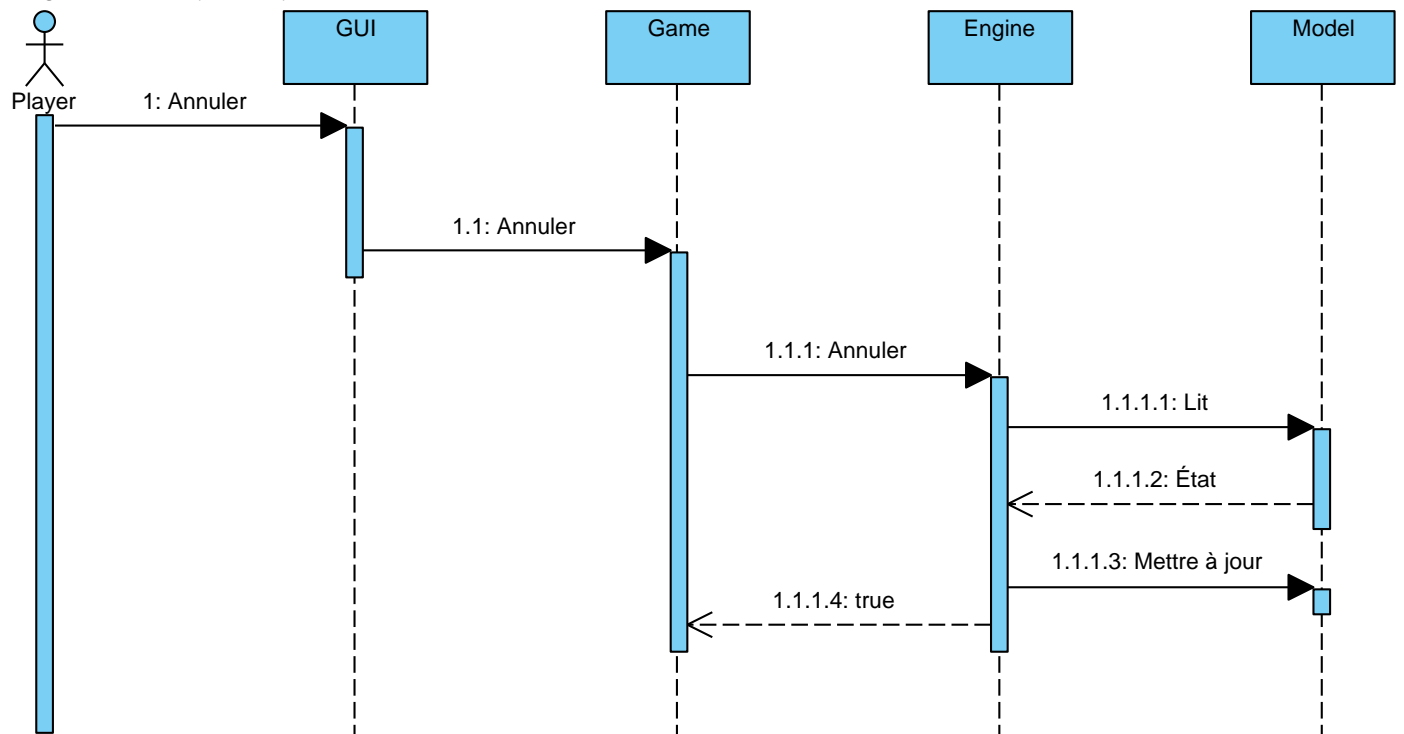 GUI
Game
Engine
Model
Player
1: Annuler
1.1: Annuler
1.1.1: Annuler
1.1.1.1: Lit
1.1.1.2: État
1.1.1.3: Mettre à jour
1.1.1.4: true